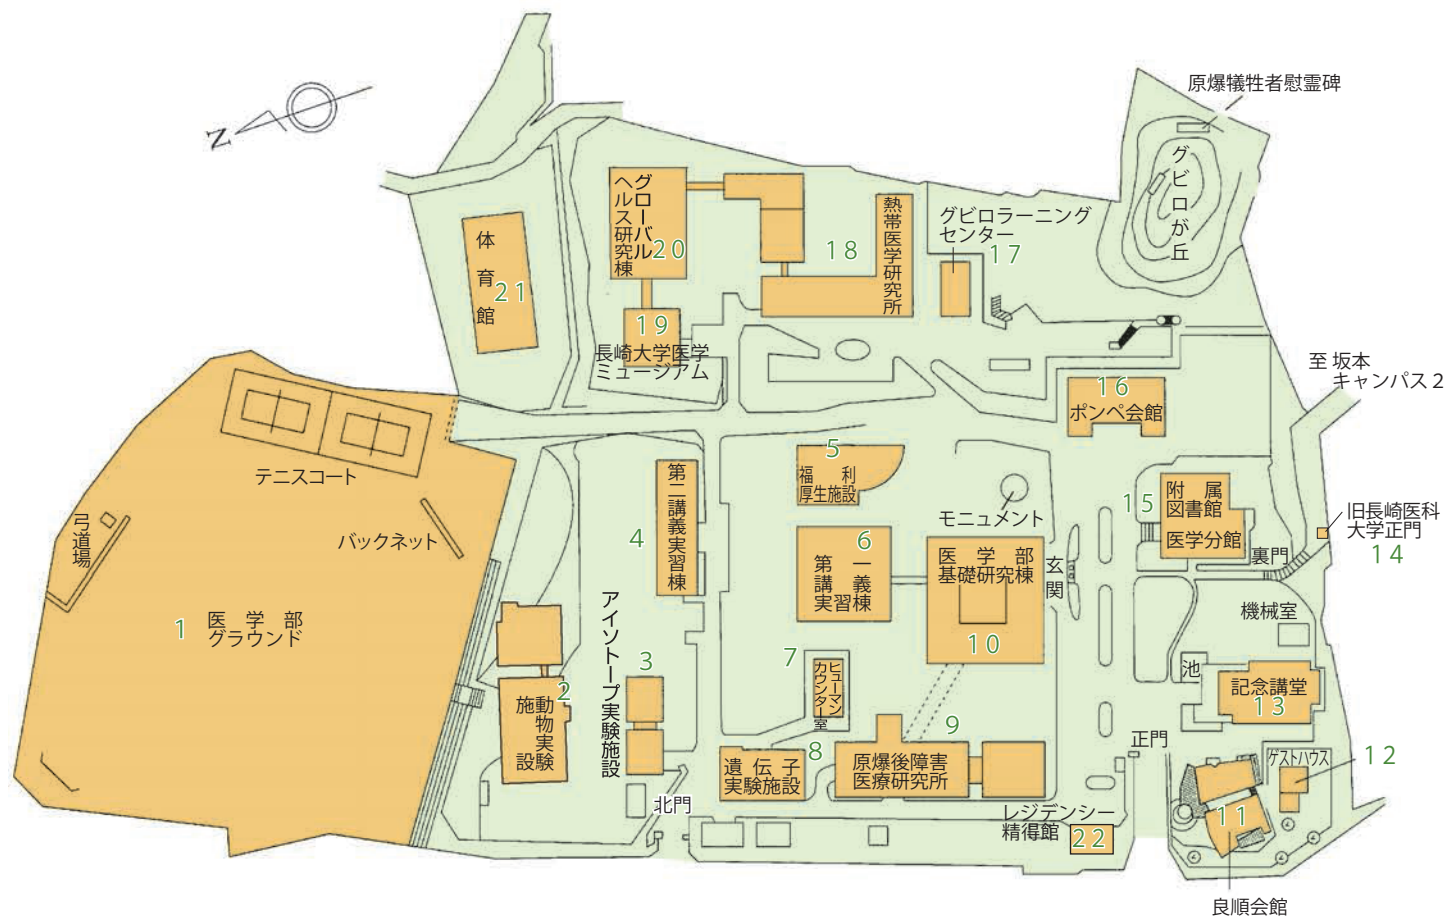 原爆犠牲者慰霊碑
グビロが丘
N
グローバル
ヘルス研究棟
20
体育館
21
18
熱帯医学研究所
グビロラーニング
センター
17
19
長崎大学医学
ミュージアム
至 坂本
キャンパス2
16
ポンペ会館
テニスコート
バックネット
弓道場
1
医学部
グラウンド
第二講義実習棟
4
5
福利
厚生施設
モニュメント
6
第一
講義
実習棟
医学部
基礎研究棟
10
玄関
15
附属
図書館
医学分館
裏門
旧長崎医科
大学正門
14
機械室
池
記念講堂
13
アイソトープ実験施設
3
2
動物実験
施設
7
ヒューマン
カウンター室
8
遺伝子
実験施設
9
原爆後障害
医療研究所
正門
ゲストハウス
12
北門
レジデンシー
精得館
22
11
良順会館